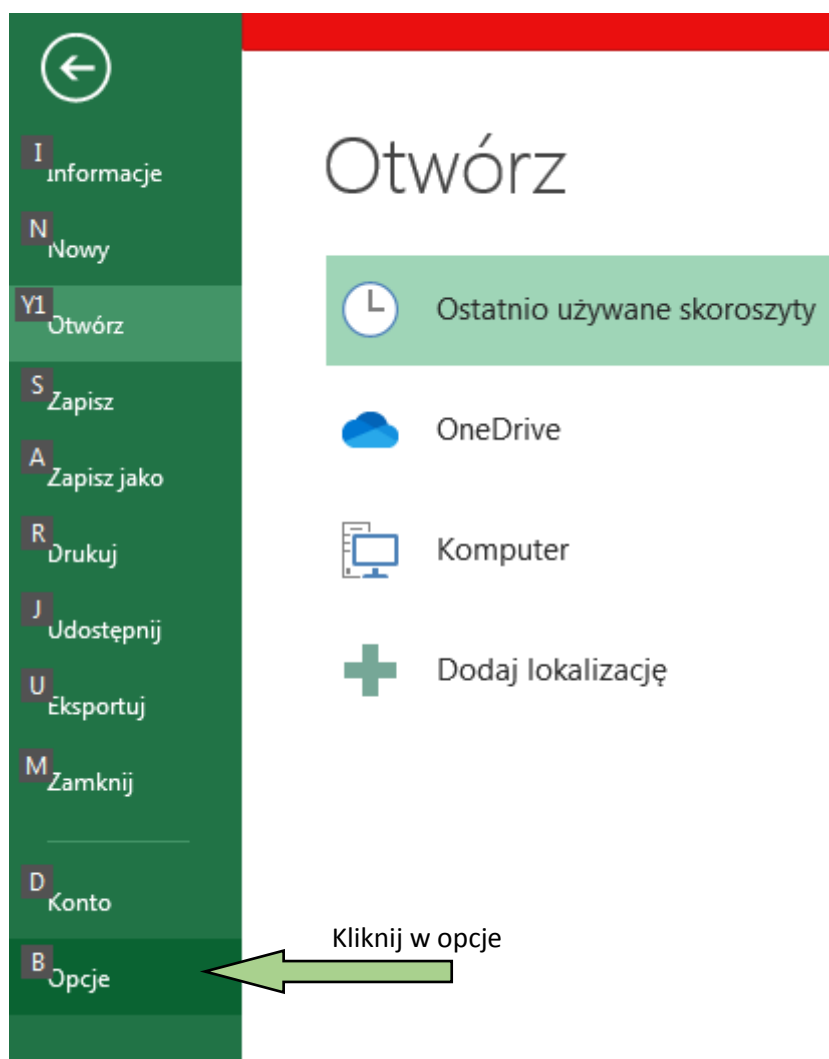 I
Informacje
N
Nowy
Y1
Otwórz
S
Zapisz
A
Zapisz jako
R
Drukuj
J
Udostępnij
U
Eksportuj
M
Zamknij
D
Konto
B
Opcje
Otwórz
Ostatnio używane skoroszyty
OneDrive
Komputer
Dodaj lokalizację
Kliknij w opcje